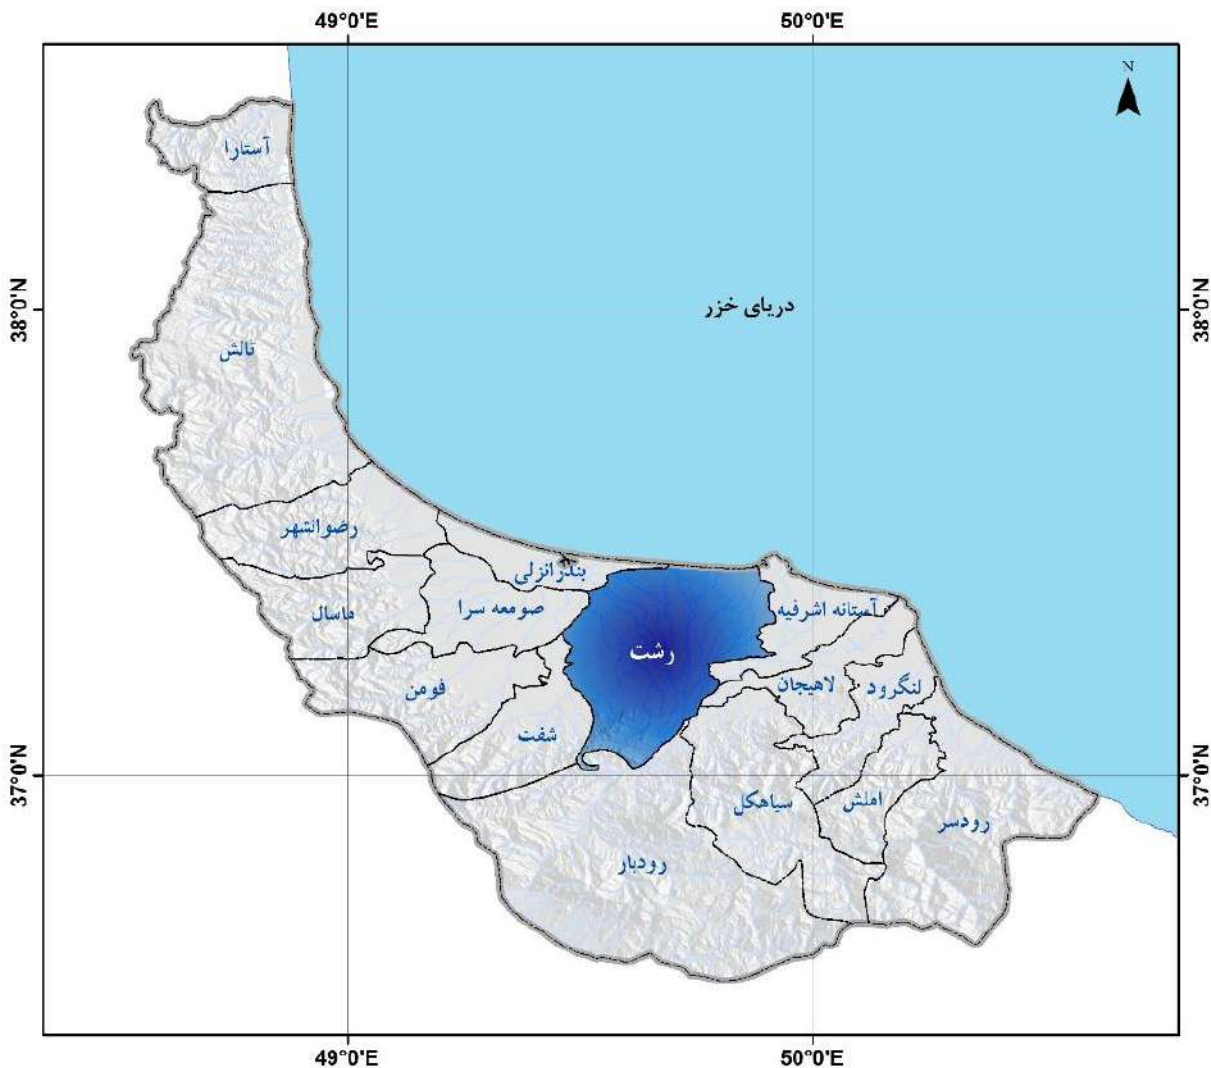 49°0'E
50°0'E
N
آستارا
38°0'N
38°0'N
دریای خزر
تالش
رضوانشهر
بندرانزلی
صومعه سرا
آستانه اشرفیه
ماسال
رشت
فومن
لاهیجان
لنگرود
شفت
37°0'N
37°0'N
سیاهکل
املش
رودسر
رودبار
49°0'E
50°0'E